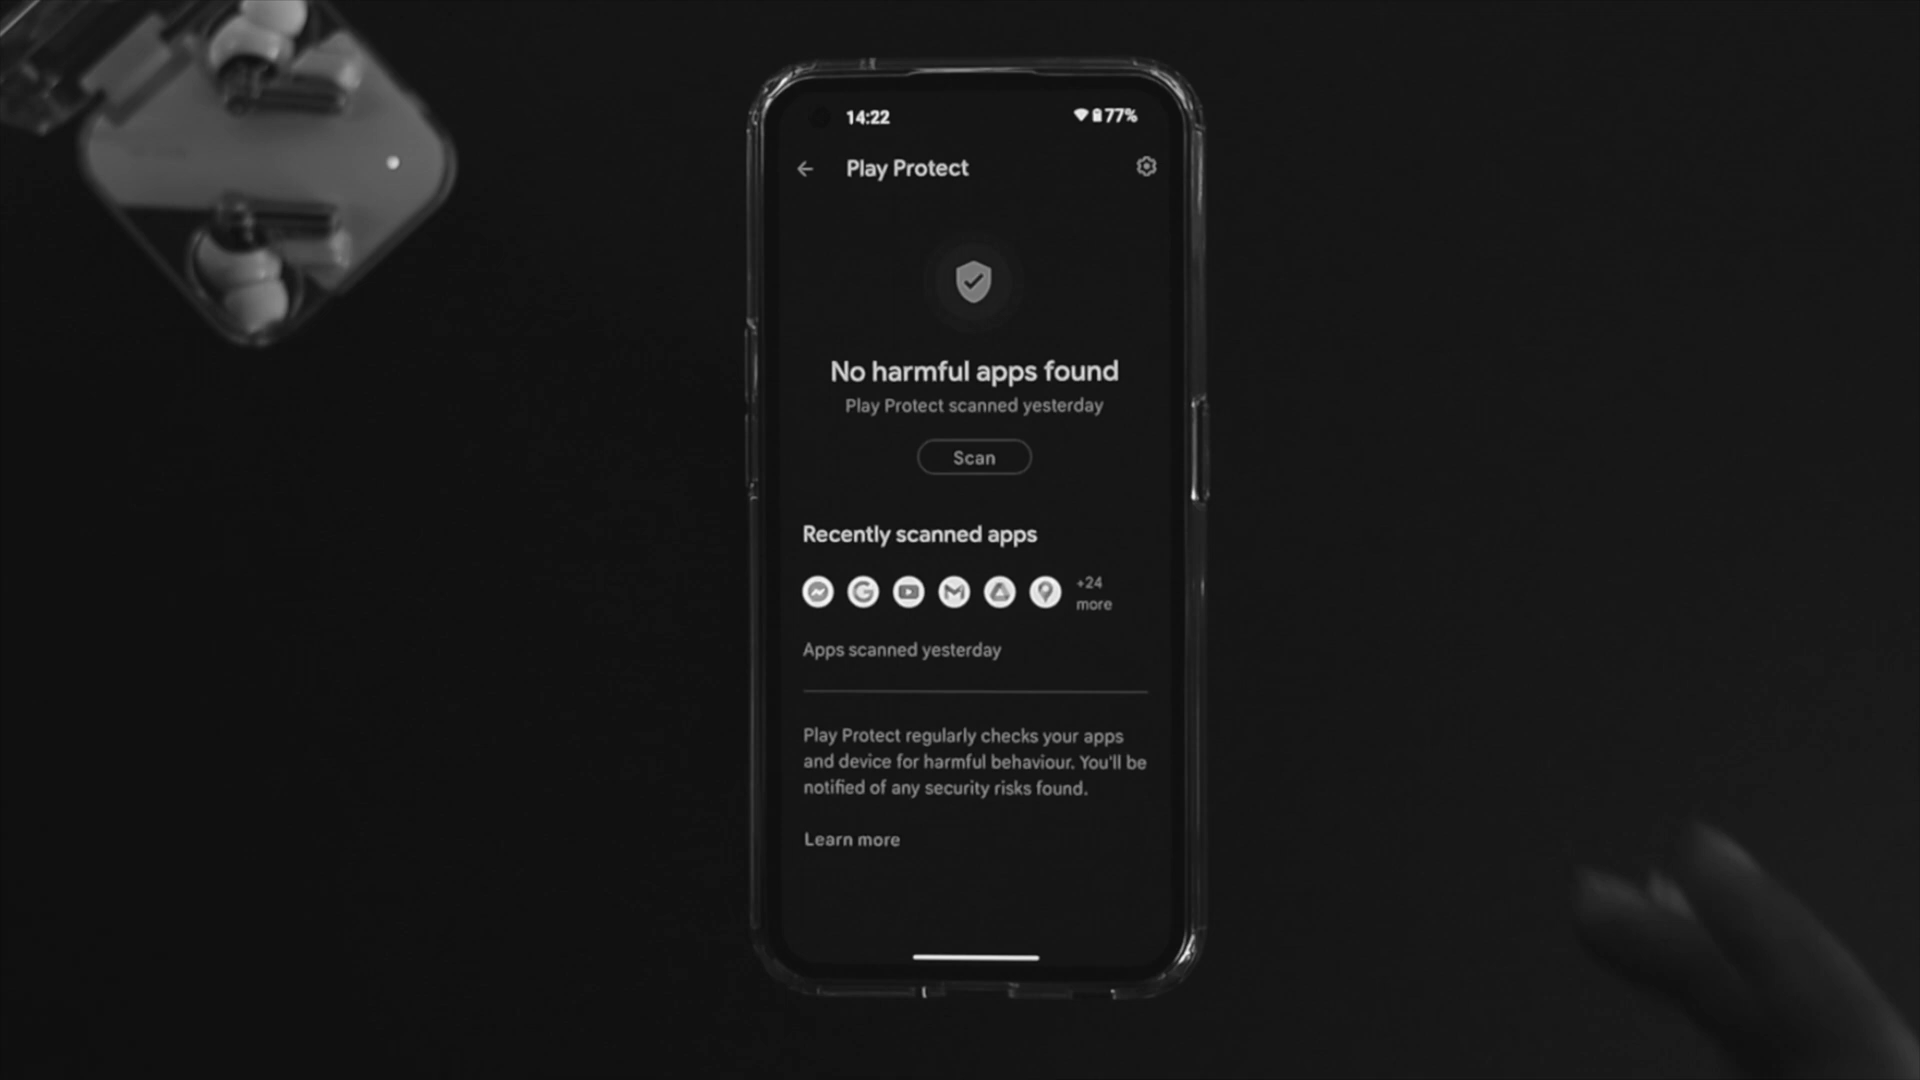 14:22
77%
Play Protect
No harmful apps found
Play Protect scanned yesterday
Scan
Recently scanned apps
+24
more
Apps scanned yesterday
Play Protect regularly checks your apps
and device for harmful behaviour. You'll be
notified of any security risks found.
Learn more